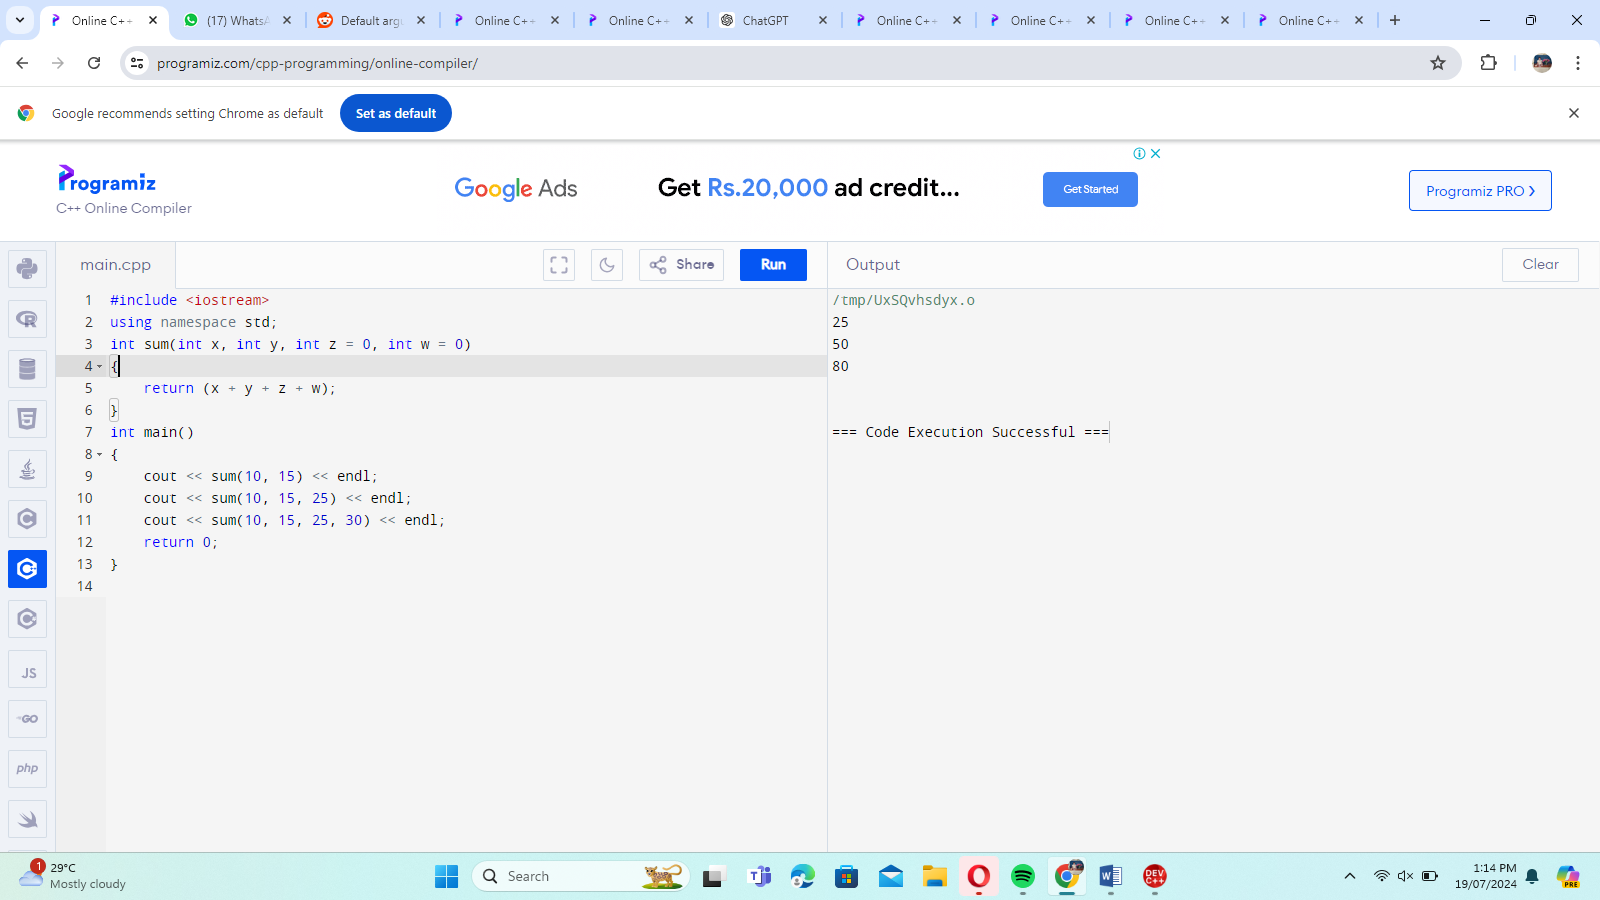 Online C++
(17) WhatsA
Default argu
Online C++
Online C++
ChatGPT
Online C++
Online C++
Online C++
Online C++
programiz.com/cpp-programming/online-compiler/
Google recommends setting Chrome as default
Set as default
Programiz
C++ Online Compiler
Google Ads
Get Rs.20,000 ad credit...
Get Started
Programiz PRO ›
main.cpp
Share
Run
Output
Clear
1 #include <iostream>
2 using namespace std;
3 int sum(int x, int y, int z = 0, int w = 0)
4 {
5 return (x + y + z + w);
6 }
7 int main()
8 {
9 cout << sum(10, 15) << endl;
10 cout << sum(10, 15, 25) << endl;
11 cout << sum(10, 15, 25, 30) << endl;
12 return 0;
13 }
14
/tmp/UxSQvhsdyx.o
25
50
80
=== Code Execution Successful ===
JS
GO
php
1
29°C
Mostly cloudy
Search
DEV
C++
1:14 PM
19/07/2024
PRE